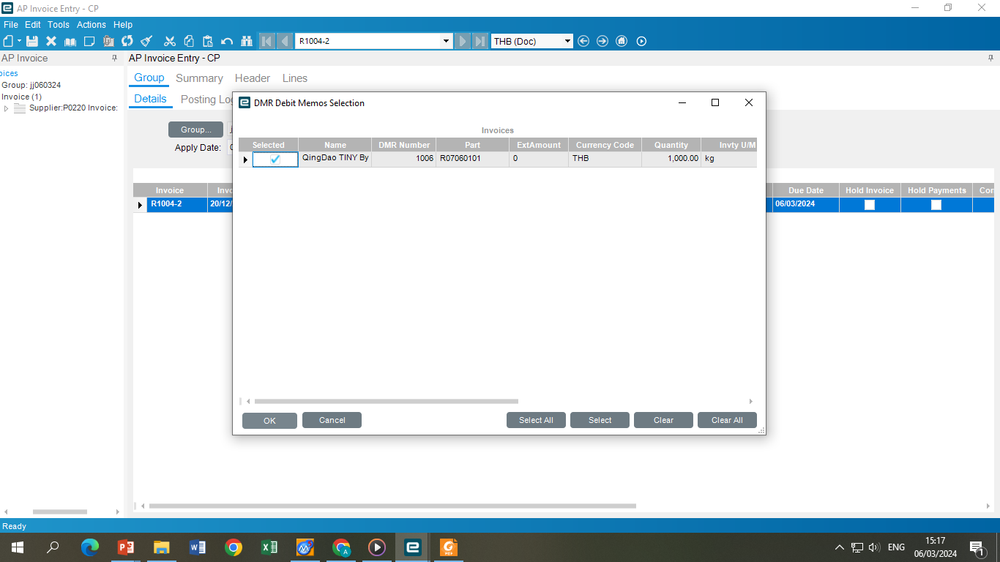 AP Invoice Entry - CP
File Edit Tools Actions Help
R1004-2 THB (Doc)
AP Invoice
AP Invoice Entry - CP
oices
Group: jj060324
Invoice (1)
Supplier:P0220 Invoice:
Group Summary Header Lines
Details Posting Log
Group...
Apply Date:
DMR Debit Memos Selection
Invoices
Selected Name DMR Number Part ExtAmount Currency Code Quantity Invty U/M
QingDao TINY By 1006 R07060101 0 THB 1,000.00 kg
Invoice Invo Due Date Hold Invoice Hold Payments Con
R1004-2 20/12/ 06/03/2024
OK Cancel Select All Select Clear Clear All
Ready
ENG 15:17
06/03/2024 1